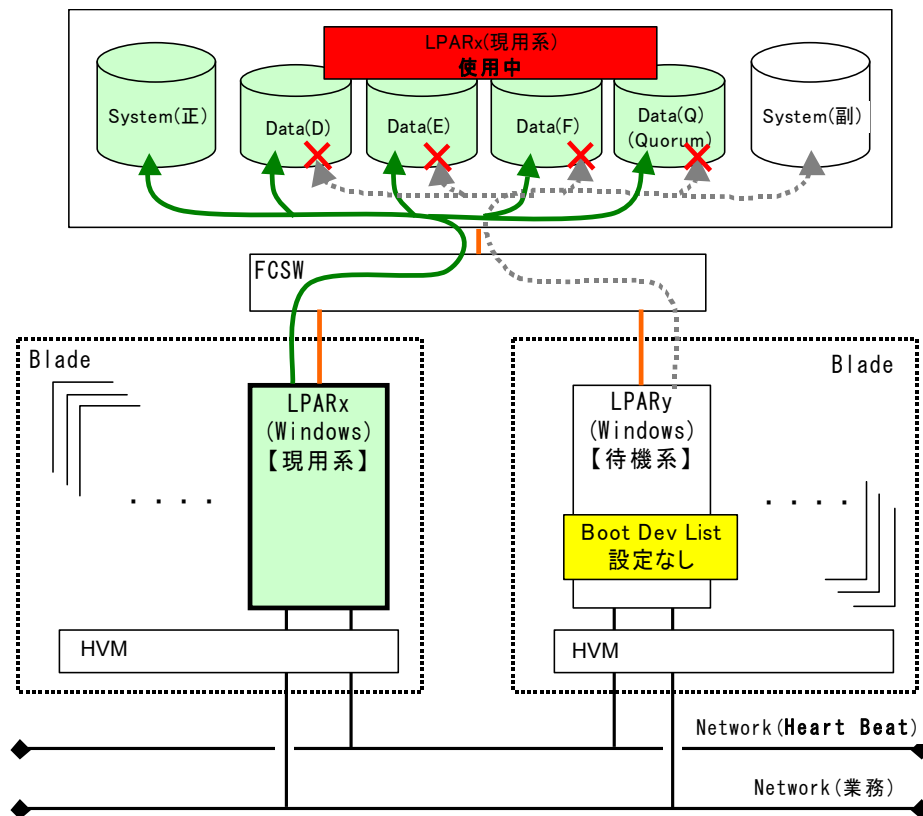 LPARx(現用系)
使用中
System(正)
Data(D)
Data(E)
Data(F)
Data(Q)
(Quorum)
System(副)
FCSW
Blade
LPARx
(Windows)
【現用系】
. . . .
HVM
Blade
LPARy
(Windows)
【待機系】
. . . .
Boot Dev List
設定なし
HVM
Network(Heart Beat)
Network(業務)